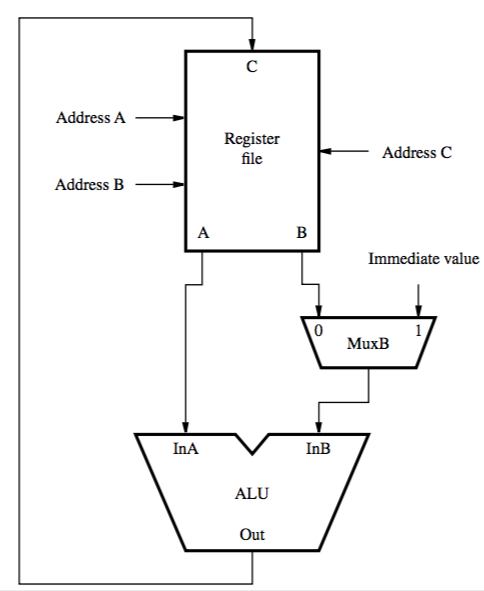 C
Address A
Register
file
Address C
Address B
A
B
Immediate value
0
1
MuxB
InA
InB
ALU
Out